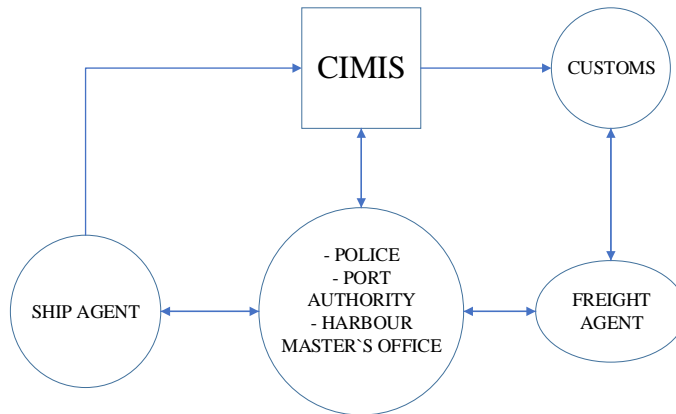 CIMIS
CUSTOMS
SHIP AGENT
- POLICE
- PORT
AUTHORITY
- HARBOUR
MASTER`S OFFICE
FREIGHT
AGENT